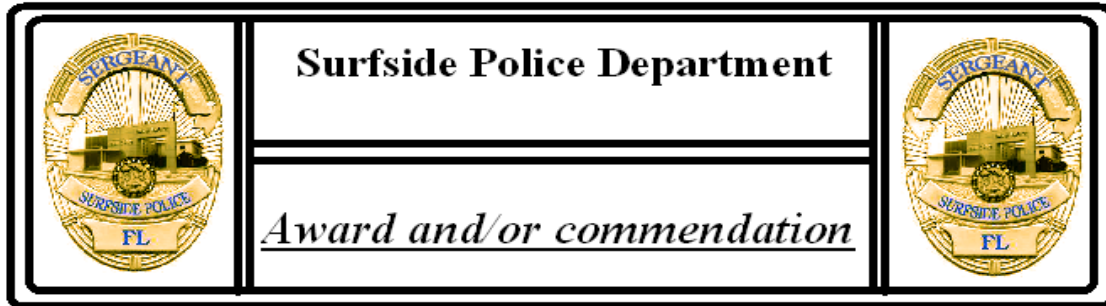 SERGEANT
SURFSIDE POLICE
FL
Surfside Police Department
Award and/or commendation
SERGEANT
SURFSIDE POLICE
FL